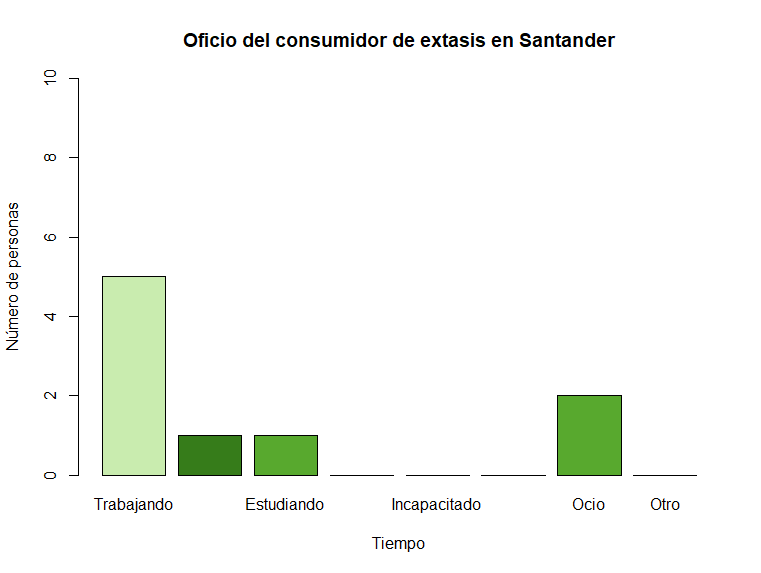 Oficio del consumidor de extasis en Santander
Número de personas
10
8
6
4
2
0
Trabajando Estudiando Incapacitado Ocio Otro
Tiempo